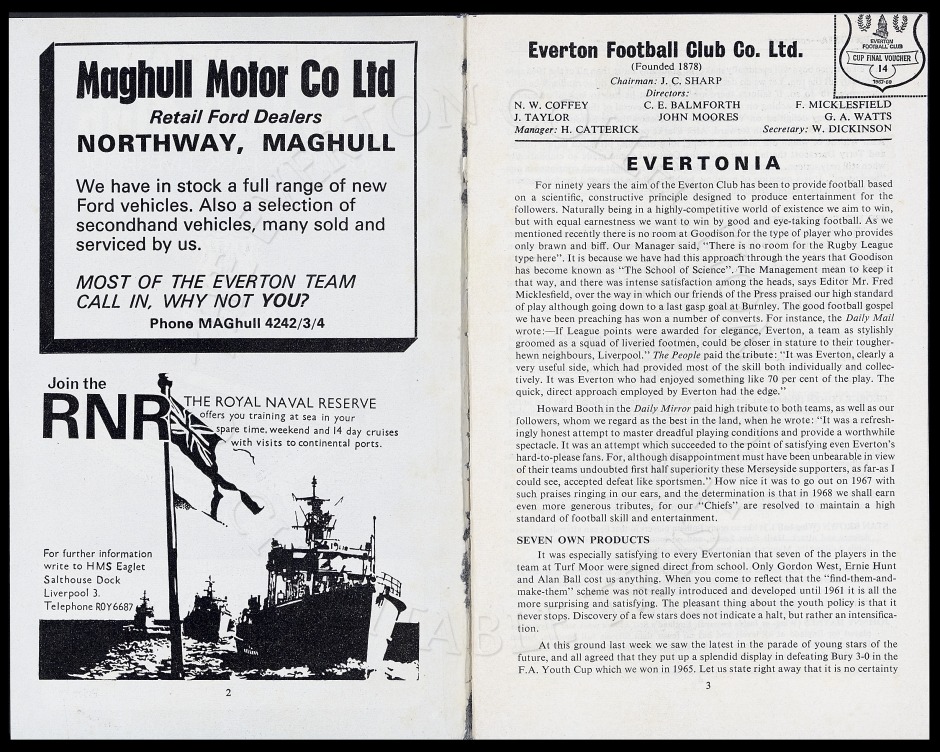 Maghull Motor Co Ltd
Retail Ford Dealers
NORTHWAY, MAGHULL
We have in stock a full range of new
Ford vehicles. Also a selection of
secondhand vehicles, many sold and
serviced by us.
MOST OF THE EVERTON TEAM
CALL IN, WHY NOT YOU?
Phone MAGhull 4242/3/4
Join the
RNR
THE ROYAL NAVAL RESERVE
offers you training at sea in your
spare time, weekend and 14 day cruises
with visits to continental ports.
For further information
write to HMS Eaglet
Salthouse Dock
Liverpool 3.
Telephone ROY6687
2
Everton Football Club Co. Ltd.
(Founded 1878)
Chairman: J. C. SHARP
Directors:
N. W. COFFEY C. E. BALMFORTH F. MICKLESFIELD
J. TAYLOR JOHN MOORES G. A. WATTS
Manager: H. CATTERICK Secretary: W. DICKINSON
EVERTON
FOOTBALL CLUB
CUP FINAL VOUCHER
14
1967-68
EVERTONIA
For ninety years the aim of the Everton Club has been to provide football based
on a scientific, constructive principle designed to produce entertainment for the
followers. Naturally being in a highly-competitive world of existence we aim to win,
but with equal earnestness we want to win by good and eye-taking football. As we
mentioned recently there is no room at Goodison for the type of player who provides
only brawn and biff. Our Manager said, "There is no room for the Rugby League
type here". It is because we have had this approach through the years that Goodison
has become known as "The School of Science". The Management mean to keep it
that way, and there was intense satisfaction among the heads, says Editor Mr. Fred
Micklesfield, over the way in which our friends of the Press praised our high standard
of play although going down to a last gasp goal at Burnley. The good football gospel
we have been preaching has won a number of converts. For instance, the Daily Mail
wrote:—If League points were awarded for elegance, Everton, a team as stylishly
groomed as a squad of liveried footmen, could be closer in stature to their tougher-
hewn neighbours, Liverpool." The People paid the tribute: "It was Everton, clearly a
very useful side, which had provided most of the skill both individually and collec-
tively. It was Everton who had enjoyed something like 70 per cent of the play. The
quick, direct approach employed by Everton had the edge."
Howard Booth in the Daily Mirror paid high tribute to both teams, as well as our
followers, whom we regard as the best in the land, when he wrote: "It was a refresh-
ingly honest attempt to master dreadful playing conditions and provide a worthwhile
spectacle. It was an attempt which succeeded to the point of satisfying even Everton's
hard-to-please fans. For, although disappointment must have been unbearable in view
of their teams undoubted first half superiority these Merseyside supporters, as far-as I
could see, accepted defeat like sportsmen." How nice it was to go out on 1967 with
such praises ringing in our ears, and the determination is that in 1968 we shall earn
even more generous tributes, for our "Chiefs" are resolved to maintain a high
standard of football skill and entertainment.
SEVEN OWN PRODUCTS
It was especially satisfying to every Evertonian that seven of the players in the
team at Turf Moor were signed direct from school. Only Gordon West, Ernie Hunt
and Alan Ball cost us anything. When you come to reflect that the "find-them-and-
make-them" scheme was not really introduced and developed until 1961 it is all the
more surprising and satisfying. The pleasant thing about the youth policy is that it
never stops. Discovery of a few stars does not indicate a halt, but rather an intensifica-
tion.
At this ground last week we saw the latest in the parade of young stars of the
future, and all agreed that they put up a splendid display in defeating Bury 3-0 in the
F.A. Youth Cup which we won in 1965. Let us state right away that it is no certainty
3